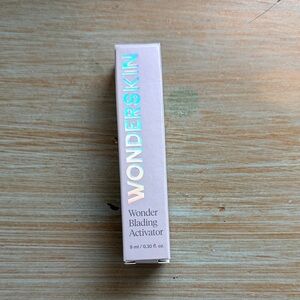 WONDERSKIN
Wonder
Blading
Activator
9 ml / 0.30 fl. oz.